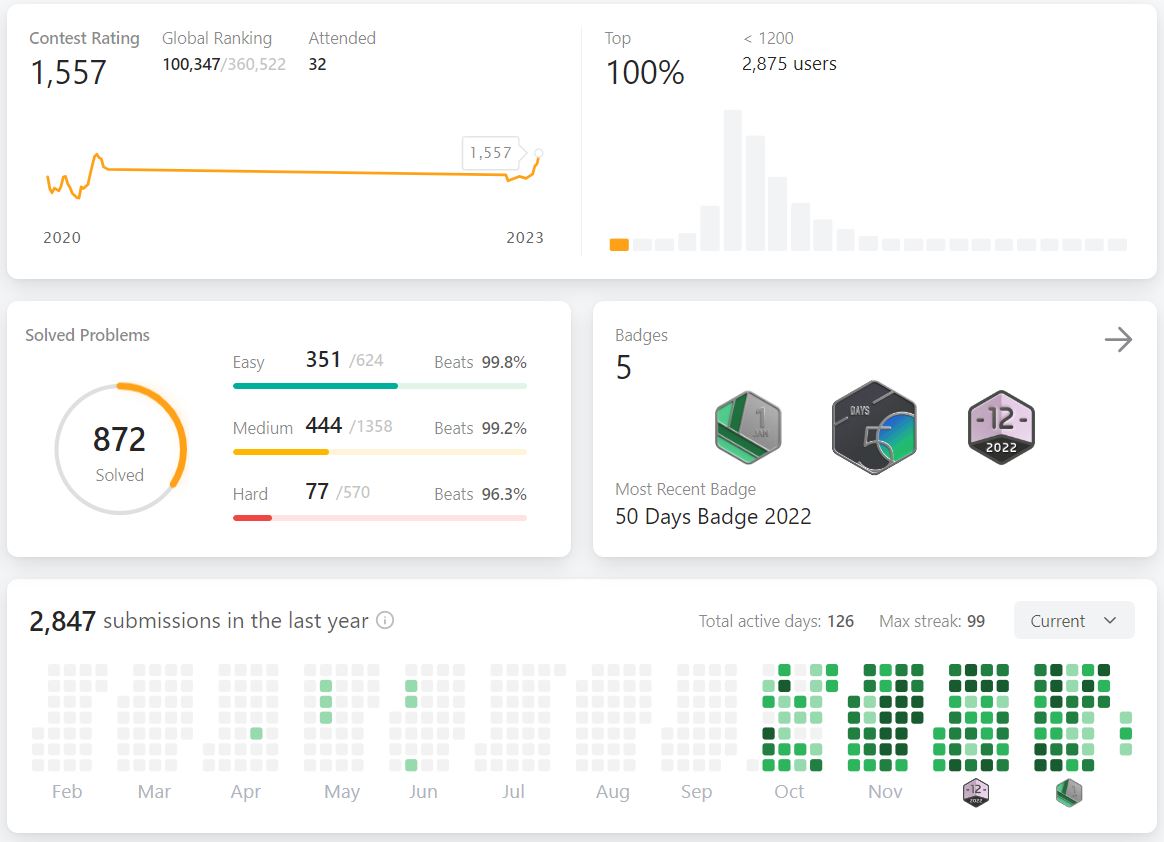 Contest Rating Global Ranking Attended
1,557 100,347/360,522 32
1,557
2020 2023
Top < 1200
100% 2,875 users
Solved Problems
872
Solved
Easy 351 /624 Beats 99.8%
Medium 444 /1358 Beats 99.2%
Hard 77 /570 Beats 96.3%
Badges
5
1
JAN
DAYS
5
-12-
2022
Most Recent Badge
50 Days Badge 2022
2,847 submissions in the last year
Total active days: 126 Max streak: 99 Current
Feb Mar Apr May Jun Jul Aug Sep Oct Nov
-12-
2022
1